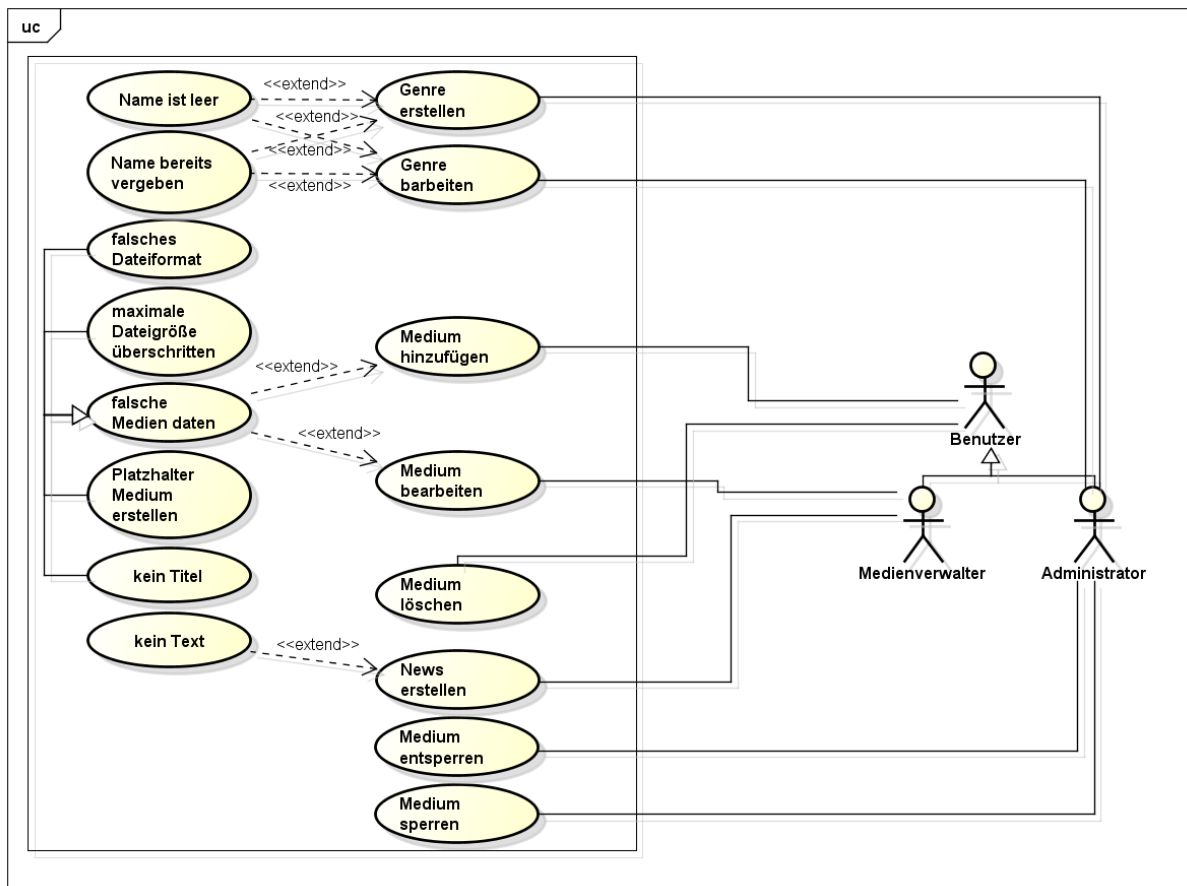 uc
Name ist leer
<<extend>>
Genre
erstellen
<<extend>>
Name bereits
vergeben
<<extend>>
Genre
barbeiten
<<extend>>
falsches
Dateiformat
maximale
Dateigröße
überschritten
Medium
hinzufügen
<<extend>>
falsche
Medien daten
<<extend>>
Benutzer
Platzhalter
Medium
erstellen
Medium
bearbeiten
kein Titel
Medium
löschen
Medienverwalter
Administrator
kein Text
<<extend>>
News
erstellen
Medium
entsperren
Medium
sperren